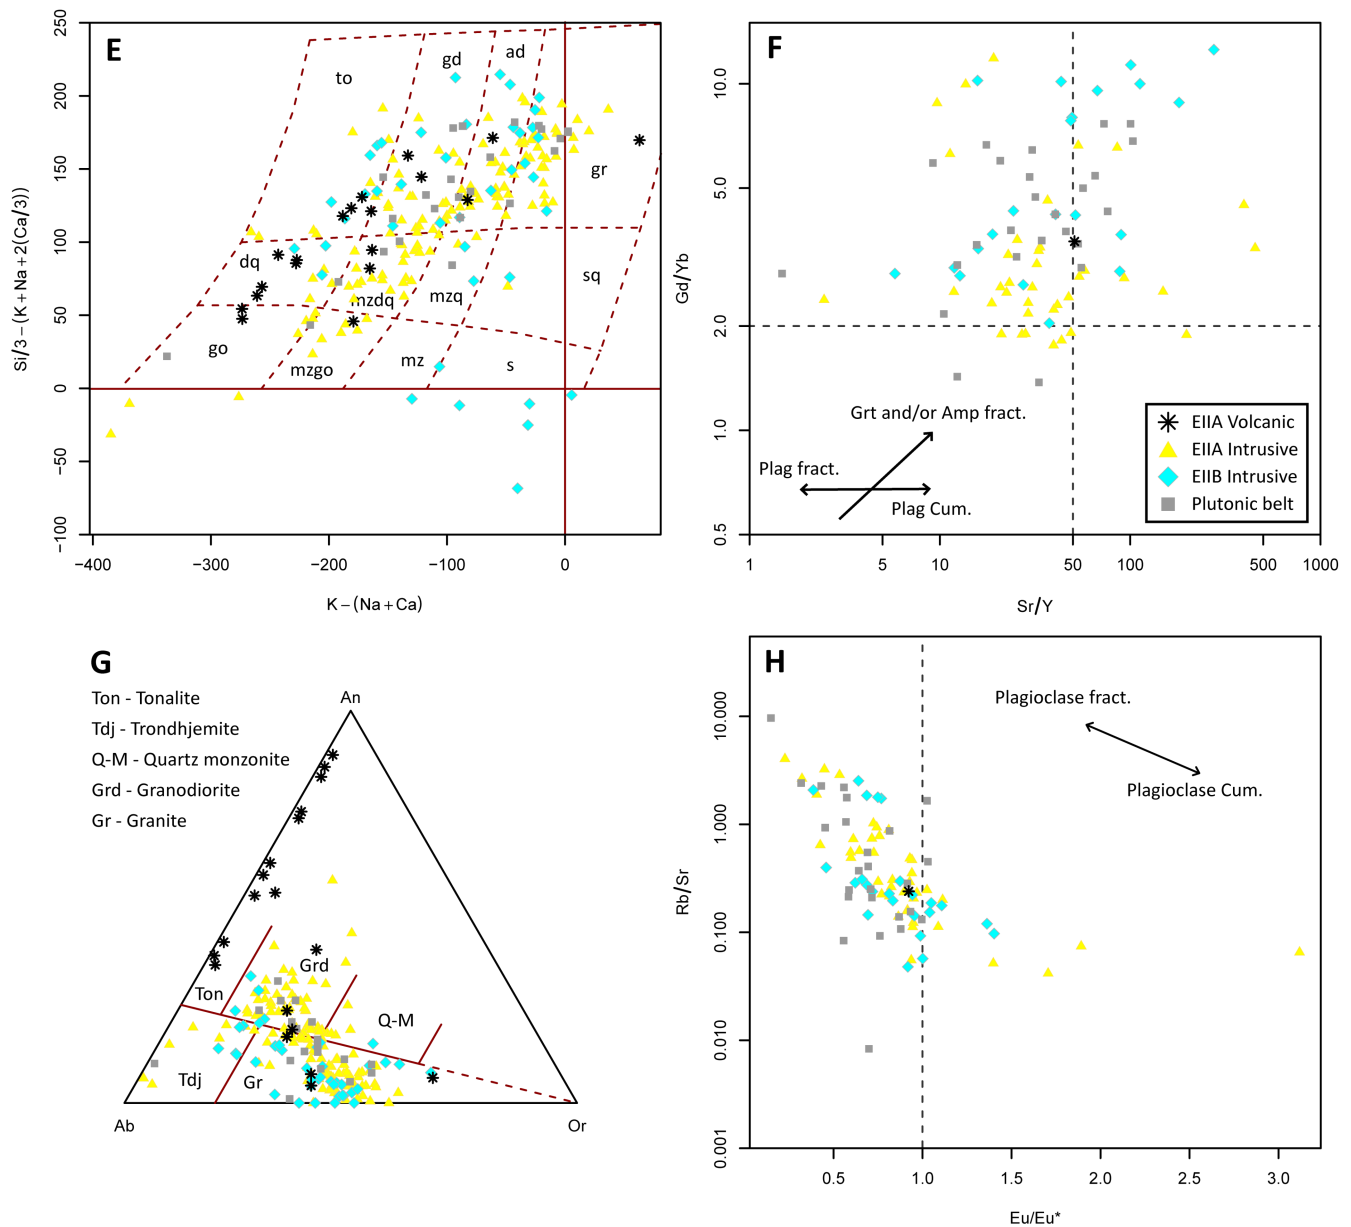 E
250
200
150
100
50
0
−50
−100
Si/3−(K+Na+2(Ca/3))
to
gd
ad
gr
dq
mzdq
mzq
sq
go
mzgo
mz
s
−400
−300
−200
−100
0
K−(Na+Ca)
F
10.0
5.0
2.0
1.0
0.5
Gd/Yb
Grt and/or Amp fract.
Plag fract.
Plag Cum.
EIIA Volcanic
EIIA Intrusive
EIIB Intrusive
Plutonic belt
1
5
10
50
100
500
1000
Sr/Y
G
Ton - Tonalite
Tdj - Trondhjemite
Q-M - Quartz monzonite
Grd - Granodiorite
Gr - Granite
An
Grd
Ton
Q-M
Tdj
Gr
Ab
Or
H
10.000
1.000
0.100
0.010
0.001
Rb/Sr
Plagioclase fract.
Plagioclase Cum.
0.5
1.0
1.5
2.0
2.5
3.0
Eu/Eu*